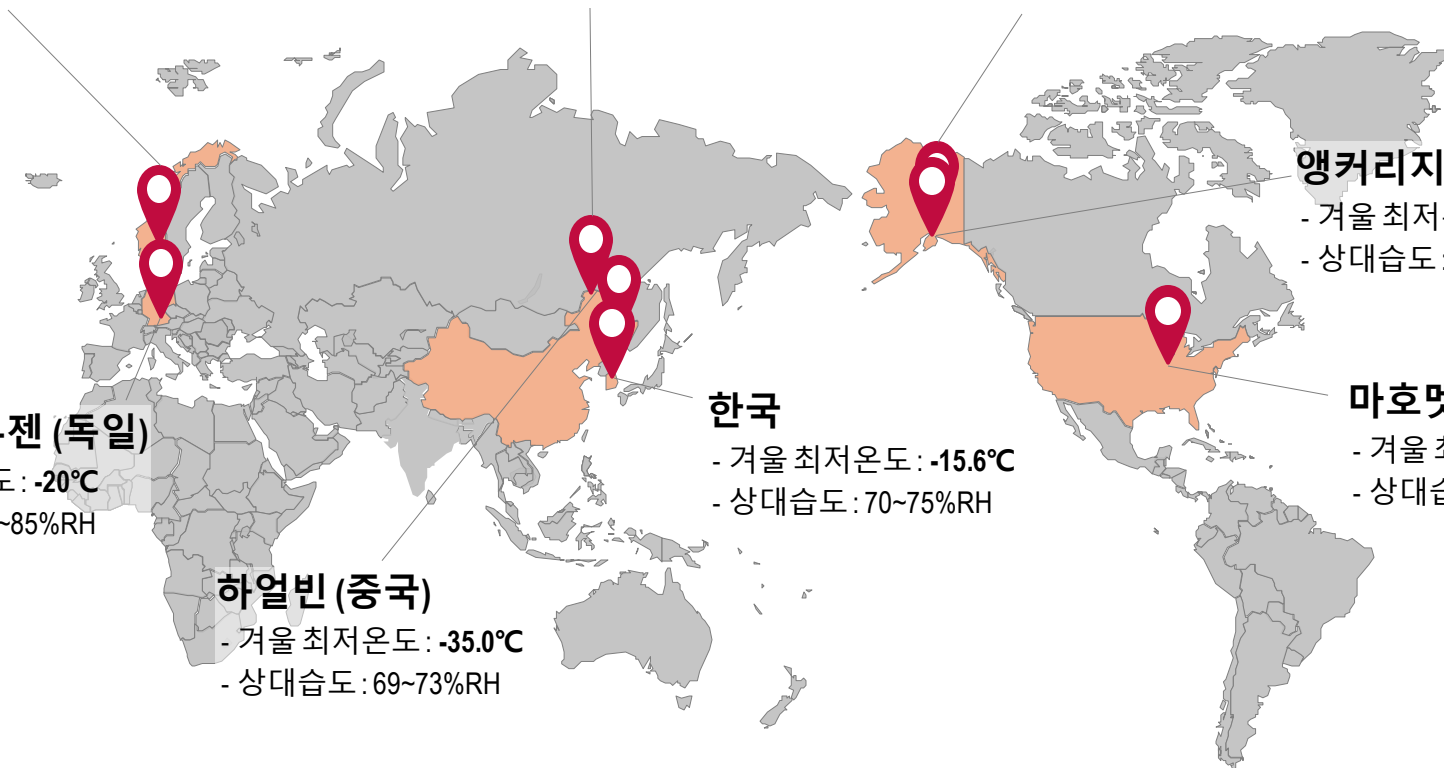 앵커리지
- 겨울 최저
- 상대습도 :
젠 (독일)
도 : -20℃
~85%RH
한국
- 겨울 최저온도 : -15.6℃
- 상대습도 : 70~75%RH
마호멧
- 겨울 최
- 상대습
하얼빈 (중국)
- 겨울 최저온도 : -35.0℃
- 상대습도 : 69~73%RH